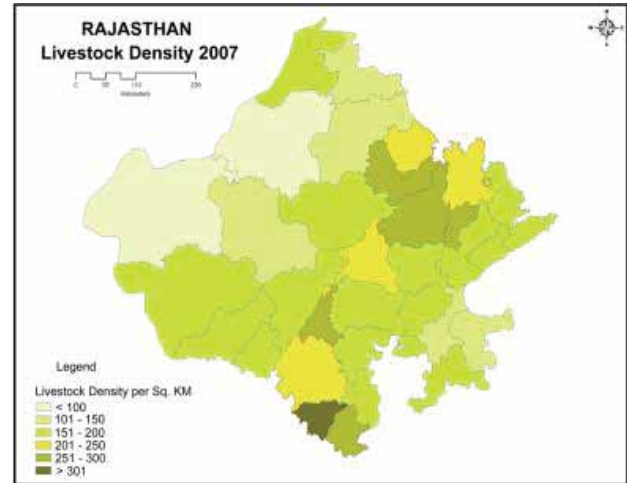 RAJASTHAN
Livestock Density 2007
Kilometers
Legend
Livestock Density per Sq. KM
< 100
101 - 150
151 - 200
201 - 250
251 - 300
> 301